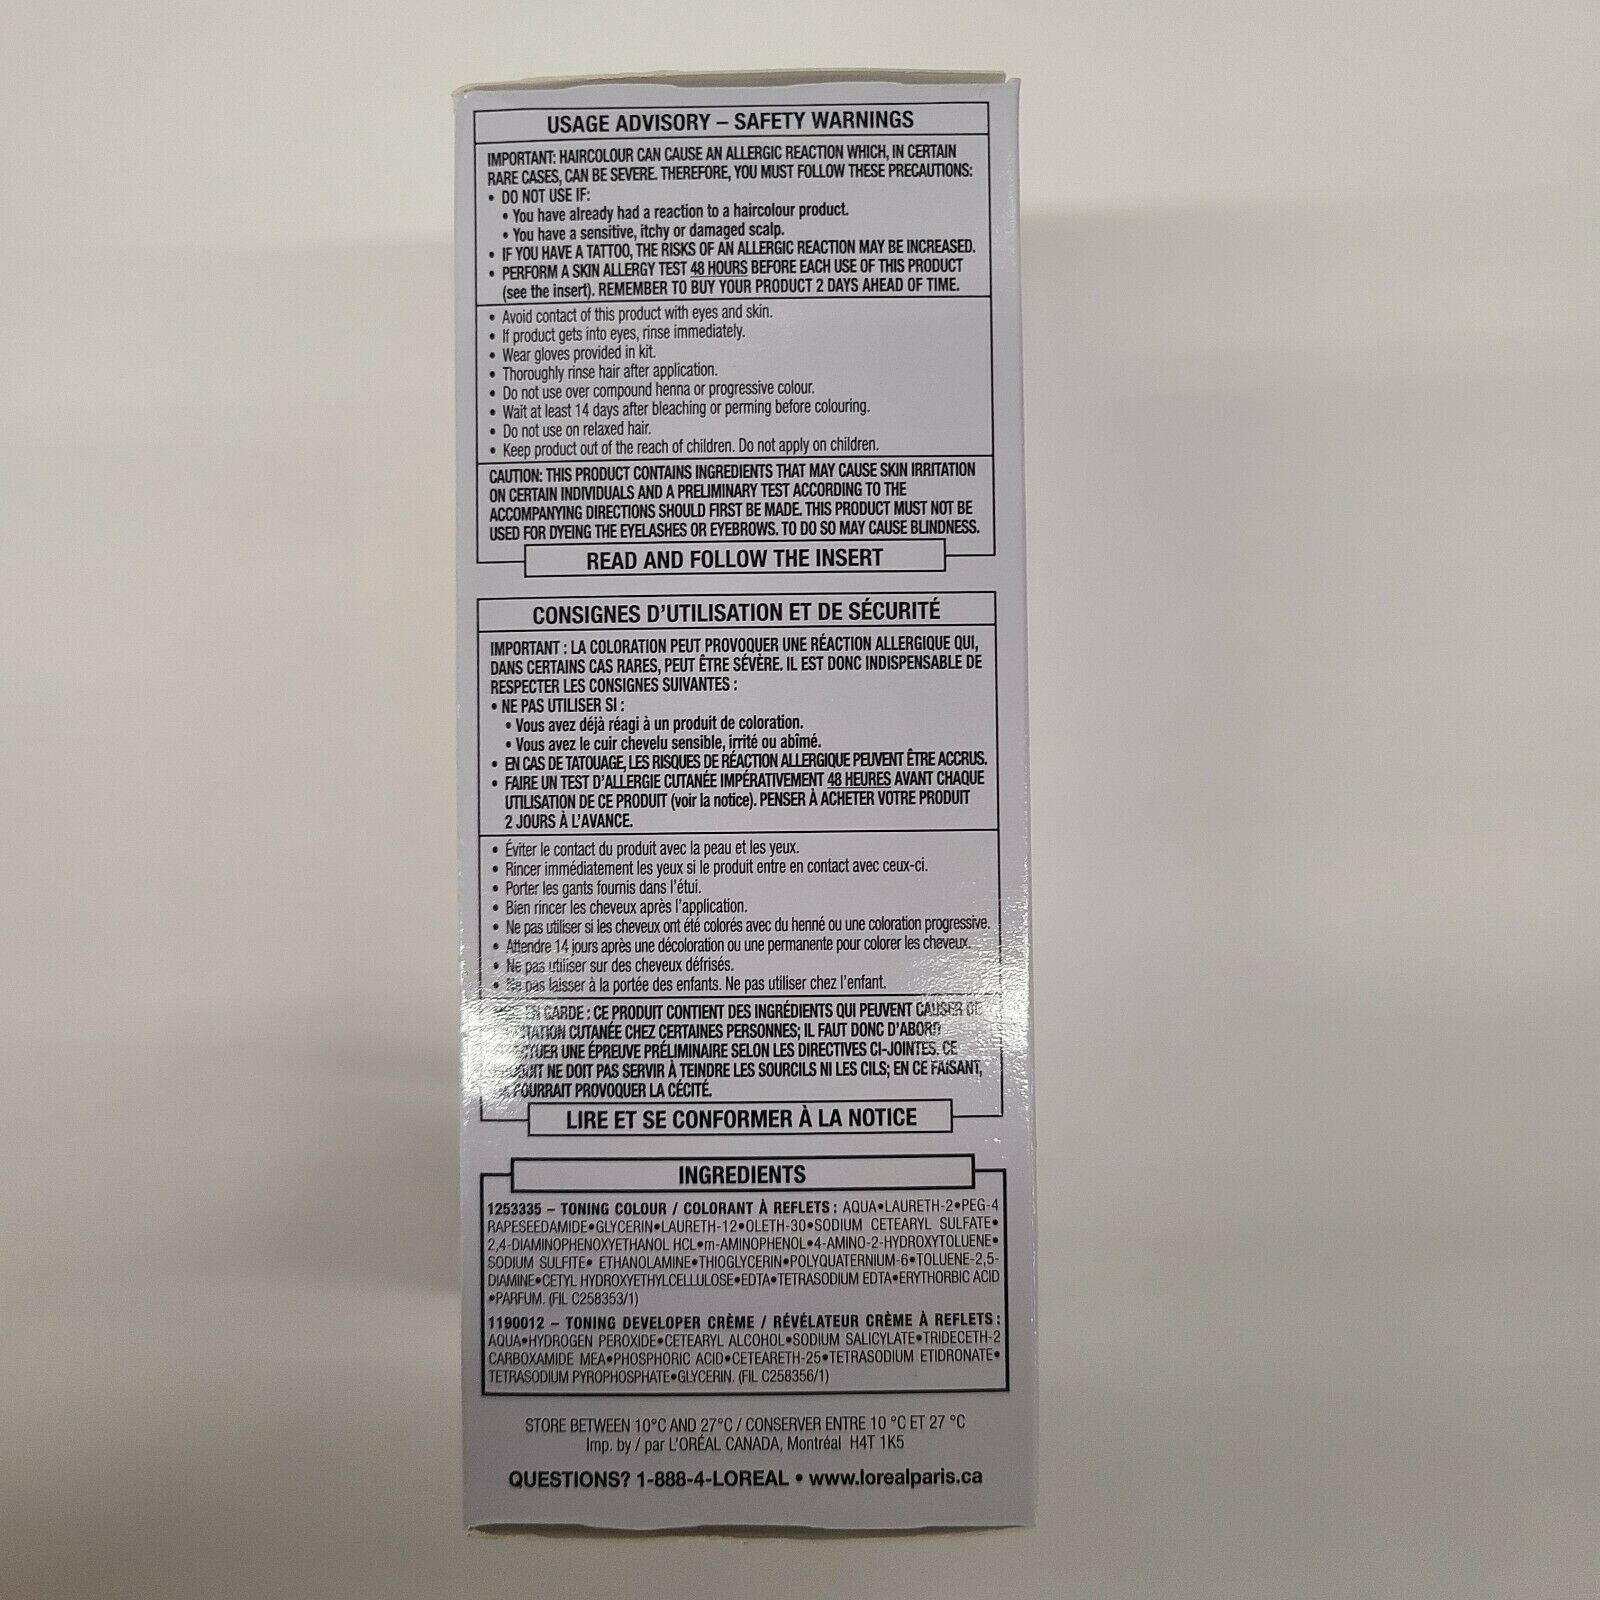 USAGE ADVISORY – SAFETY WARNINGS
IMPORTANT: HAIRCOLOUR CAN CAUSE AN ALLERGIC REACTION WHICH, IN CERTAIN
RARE CASES, CAN BE SEVERE. THEREFORE, YOU MUST FOLLOW THESE PRECAUTIONS:
• DO NOT USE IF:
• You have already had a reaction to a haircolour product.
• You have a sensitive, itchy or damaged scalp.
• IF YOU HAVE A TATTOO, THE RISKS OF AN ALLERGIC REACTION MAY BE INCREASED.
• PERFORM A SKIN ALLERGY TEST 48 HOURS BEFORE EACH USE OF THIS PRODUCT
(see the insert). REMEMBER TO BUY YOUR PRODUCT 2 DAYS AHEAD OF TIME.
• Avoid contact of this product with eyes and skin.
• If product gets into eyes, rinse immediately.
• Wear gloves provided in kit.
• Thoroughly rinse hair after application.
• Do not use over compound henna or progressive colour.
• Wait at least 14 days after bleaching or perming before colouring.
• Do not use on relaxed hair.
• Keep product out of the reach of children. Do not apply on children.
CAUTION: THIS PRODUCT CONTAINS INGREDIENTS THAT MAY CAUSE SKIN IRRITATION
ON CERTAIN INDIVIDUALS AND A PRELIMINARY TEST ACCORDING TO THE
ACCOMPANYING DIRECTIONS SHOULD FIRST BE MADE. THIS PRODUCT MUST NOT BE
USED FOR DYEING THE EYELASHES OR EYEBROWS. TO DO SO MAY CAUSE BLINDNESS.
READ AND FOLLOW THE INSERT
CONSIGNES D'UTILISATION ET DE SÉCURITÉ
IMPORTANT : LA COLORATION PEUT PROVOQUER UNE RÉACTION ALLERGIQUE QUI,
DANS CERTAINS CAS RARES, PEUT ÊTRE SÉVÈRE. IL EST DONC INDISPENSABLE DE
RESPECTER LES CONSIGNES SUIVANTES :
• NE PAS UTILISER SI :
• Vous avez déjà réagi à un produit de coloration.
• Vous avez le cuir chevelu sensible, irrité ou abîmé.
• EN CAS DE TATOUAGE, LES RISQUES DE RÉACTION ALLERGIQUE PEUVENT ÊTRE ACCRUS.
• FAIRE UN TEST D'ALLERGIE CUTANÉE IMPÉRATIVEMENT 48 HEURES AVANT CHAQUE
UTILISATION DE CE PRODUIT (voir la notice). PENSER À ACHETER VOTRE PRODUIT
2 JOURS À L'AVANCE.
• Éviter le contact du produit avec la peau et les yeux.
• Rincer immédiatement les yeux si le produit entre en contact avec ceux-ci.
• Porter les gants fournis dans l'étui.
• Bien rincer les cheveux après l'application.
• Ne pas utiliser si les cheveux ont été colorés avec du henné ou une coloration progressive.
• Attendre 14 jours après une décoloration ou une permanente pour colorer les cheveux.
• Ne pas utiliser sur des cheveux défrisés.
• Ne pas laisser à la portée des enfants. Ne pas utiliser chez l'enfant.
EN GARDE : CE PRODUIT CONTIENT DES INGRÉDIENTS QUI PEUVENT CAUSER DE
CUTANÉE CHEZ CERTAINES PERSONNES; IL FAUT DONC D'ABORD
UNE ÉPREUVE PRÉLIMINAIRE SELON LES DIRECTIVES CI-JOINTES. CE
NE DOIT PAS SERVIR À TEINDRE LES SOURCILS NI LES CILS; EN CE FAISANT,
POURRAIT PROVOQUER LA CÉCITÉ.
LIRE ET SE CONFORMER À LA NOTICE
INGREDIENTS
1253335 – TONING COLOUR / COLORANT À REFLETS : AQUA•LAURETH-2•PEG-4
RAPESEEDAMIDE•GLYCERIN•LAURETH-12•OLETH-30•SODIUM CETEARYL SULFATE•
2,4-DIAMINOPHENOXYETHANOL HCL•m-AMINOPHENOL•4-AMINO-2-HYDROXYTOLUENE•
SODIUM SULFITE• ETHANOLAMINE•THIOGLYCERIN•POLYQUATERNIUM-6•TOLUENE-2,5-
DIAMINE•CETYL HYDROXYETHYLCELLULOSE•EDTA•TETRASODIUM EDTA•ERYTHORBIC ACID
•PARFUM. (FIL C258353/1)
1190012 – TONING DEVELOPER CRÈME / RÉVÉLATEUR CRÈME À REFLETS :
AQUA•HYDROGEN PEROXIDE•CETEARYL ALCOHOL•SODIUM SALICYLATE•TRIDECETH-2
CARBOXAMIDE MEA•PHOSPHORIC ACID•CETEARETH-25•TETRASODIUM ETIDRONATE•
TETRASODIUM PYROPHOSPHATE•GLYCERIN. (FIL C258356/1)
STORE BETWEEN 10°C AND 27°C / CONSERVER ENTRE 10 °C ET 27 °C
Imp. by / par L'ORÉAL CANADA, Montréal H4T 1K5
QUESTIONS? 1-888-4-LOREAL • www.lorealparis.ca